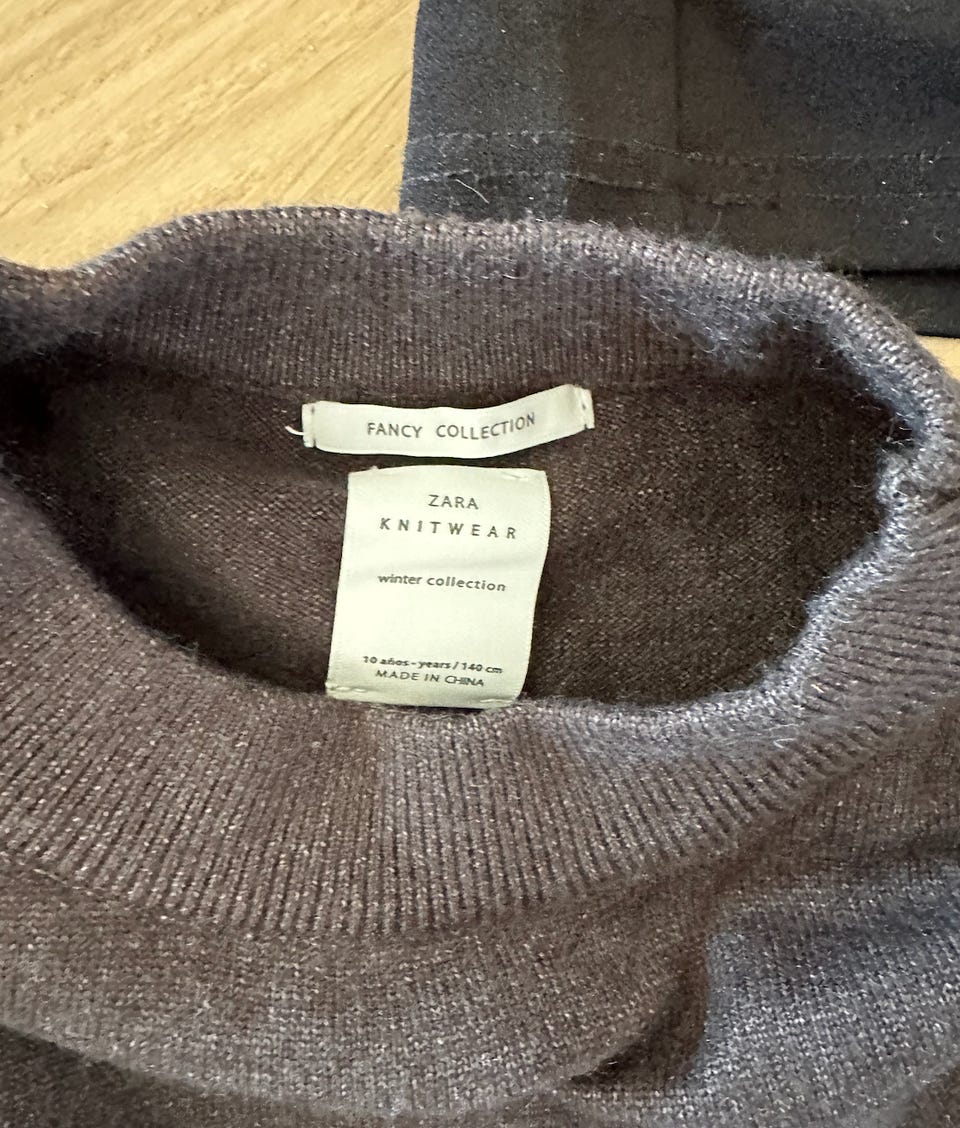 FANCY COLLECTION
ZARA
KNITWEAR
winter collection
10 años-years / 140 cm
MADE IN CHINA